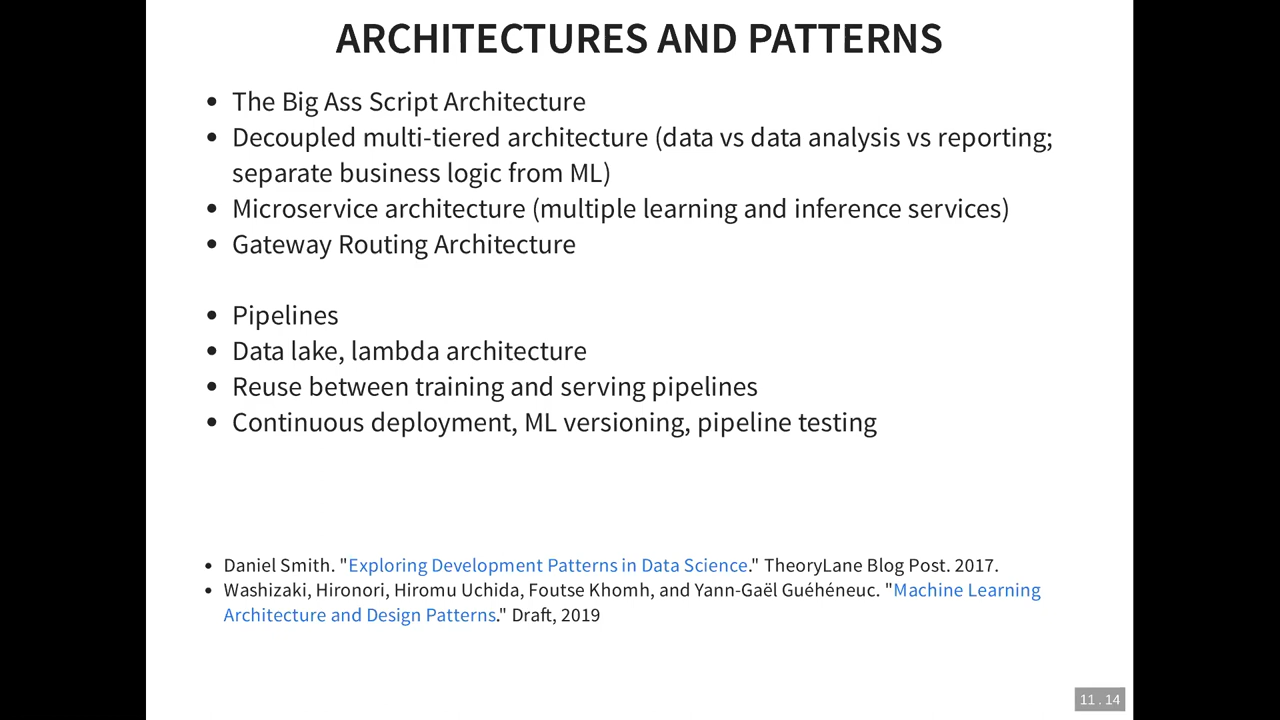 ARCHITECTURES AND PATTERNS
• The Big Ass Script Architecture
• Decoupled multi-tiered architecture (data vs data analysis vs reporting;
separate business logic from ML)
• Microservice architecture (multiple learning and inference services)
• Gateway Routing Architecture
• Pipelines
• Data lake, lambda architecture
• Reuse between training and serving pipelines
• Continuous deployment, ML versioning, pipeline testing
• Daniel Smith. "Exploring Development Patterns in Data Science." TheoryLane Blog Post. 2017.
• Washizaki, Hironori, Hiromu Uchida, Foutse Khomh, and Yann-Gaël Guéhéneuc. "Machine Learning
Architecture and Design Patterns." Draft, 2019
11 . 14